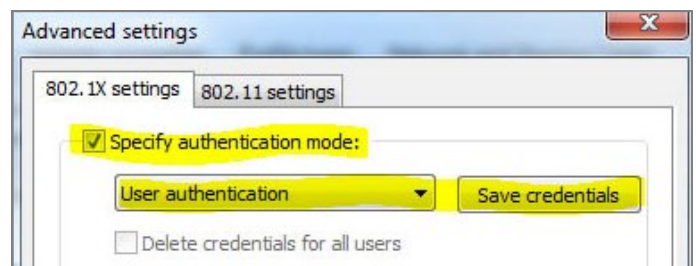 Advanced settings
802.1X settings 802.11 settings
Specify authentication mode:
User authentication Save credentials
Delete credentials for all users